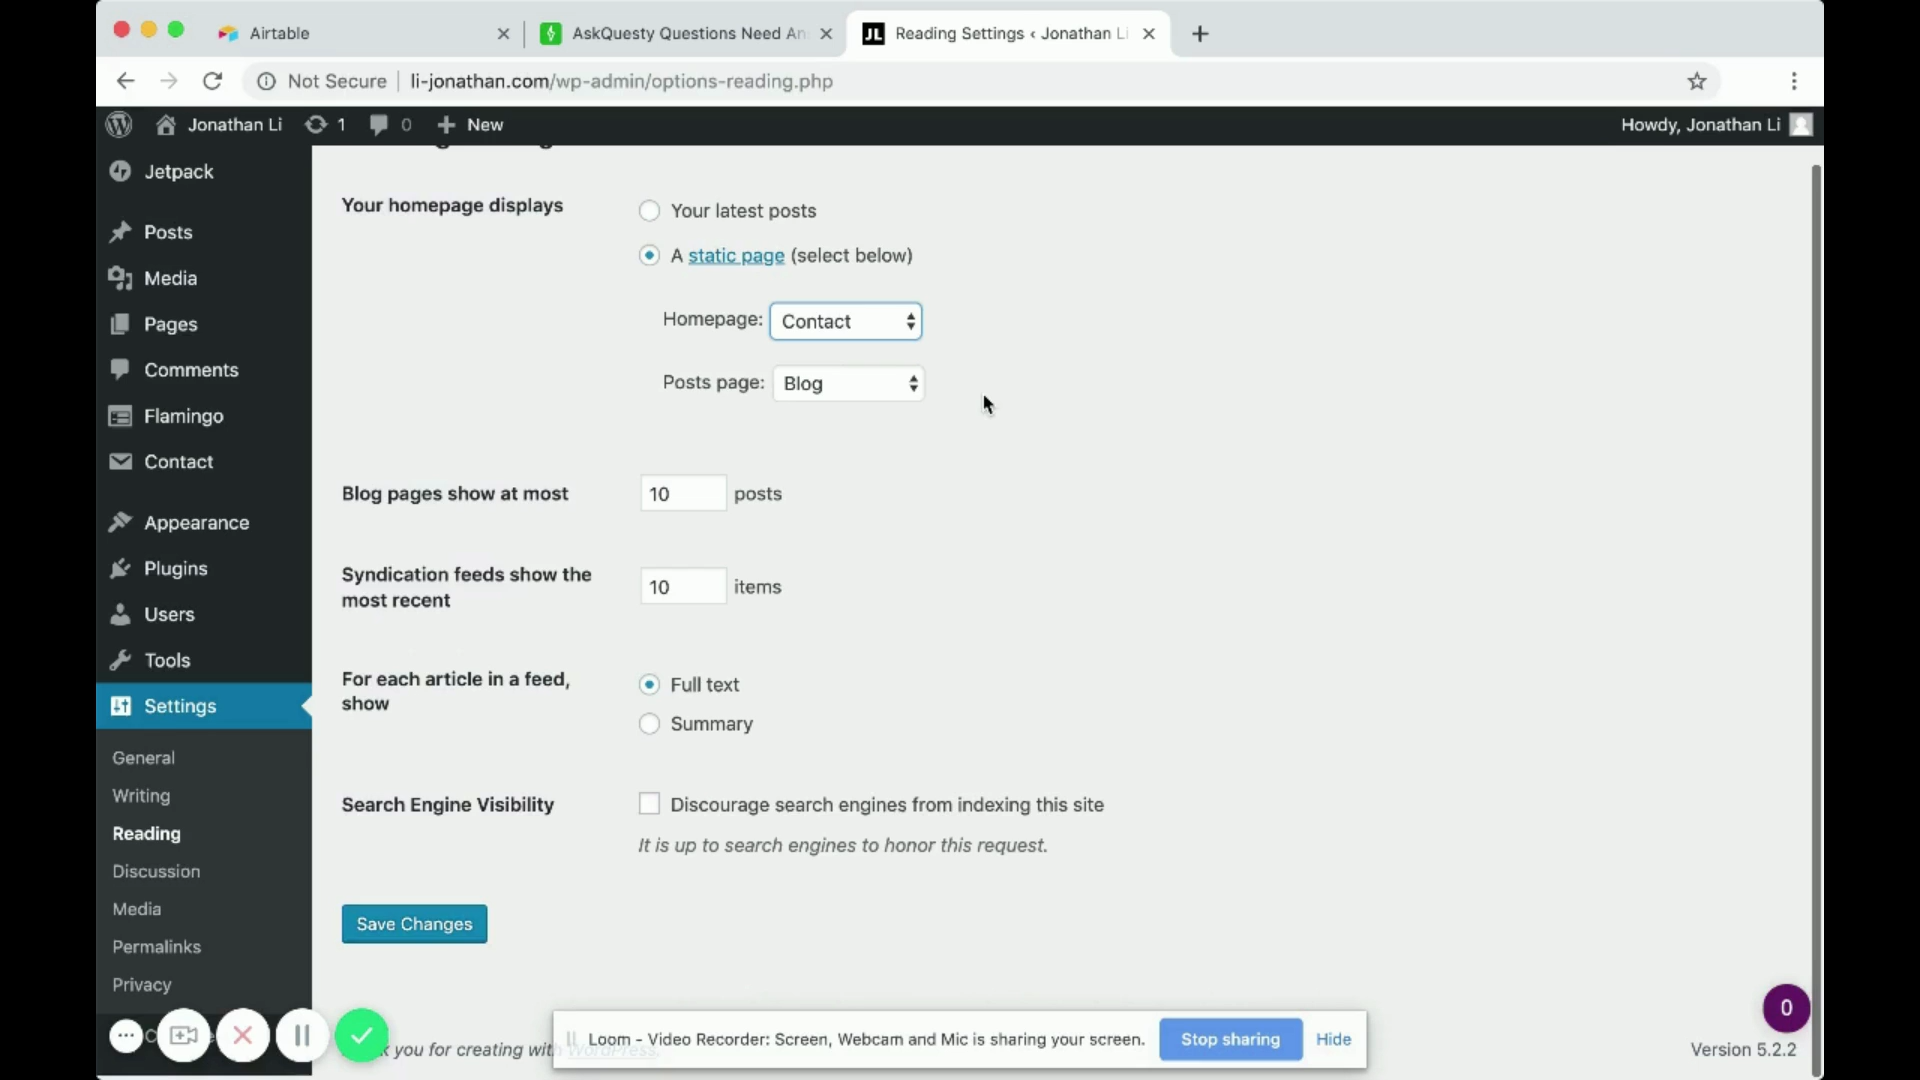 Airtable
AskQuesty Questions Need An
Reading Settings ‹ Jonathan Li
Not Secure | li-jonathan.com/wp-admin/options-reading.php
Jonathan Li 1 0 + New
Howdy, Jonathan Li
Jetpack
Posts
Media
Pages
Comments
Flamingo
Contact
Appearance
Plugins
Users
Tools
Settings
General
Writing
Reading
Discussion
Media
Permalinks
Privacy
Your homepage displays
Your latest posts
A static page (select below)
Homepage: Contact
Posts page: Blog
Blog pages show at most
10 posts
Syndication feeds show the
most recent
10 items
For each article in a feed,
show
Full text
Summary
Search Engine Visibility
Discourage search engines from indexing this site
It is up to search engines to honor this request.
Save Changes
you for creating with WordPress.
Loom – Video Recorder: Screen, Webcam and Mic is sharing your screen.
Stop sharing
Hide
0
Version 5.2.2